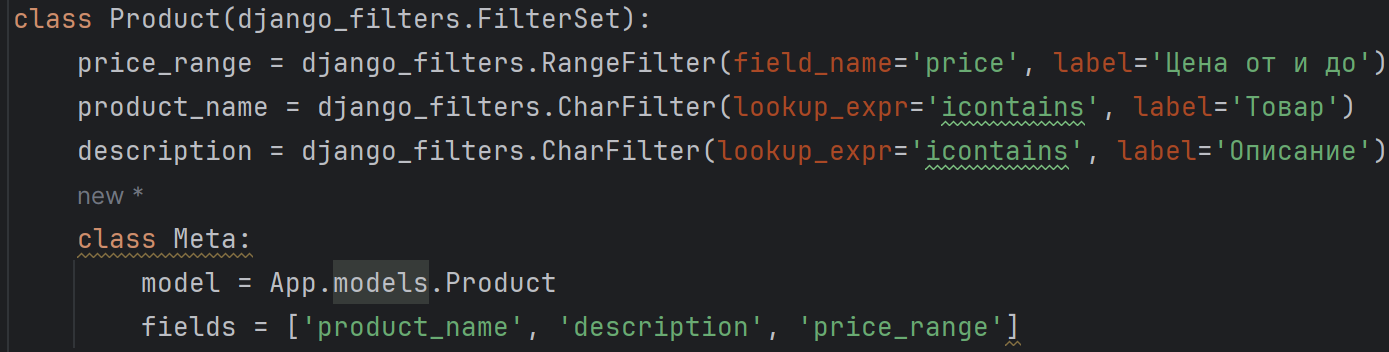 class Product(django_filters.FilterSet):
price_range = django_filters.RangeFilter(field_name='price', label='Цена от и до')
product_name = django_filters.CharFilter(lookup_expr='icontains', label='Товар')
description = django_filters.CharFilter(lookup_expr='icontains', label='Описание')
new *
class Meta:
model = App.models.Product
fields = ['product_name', 'description', 'price_range']